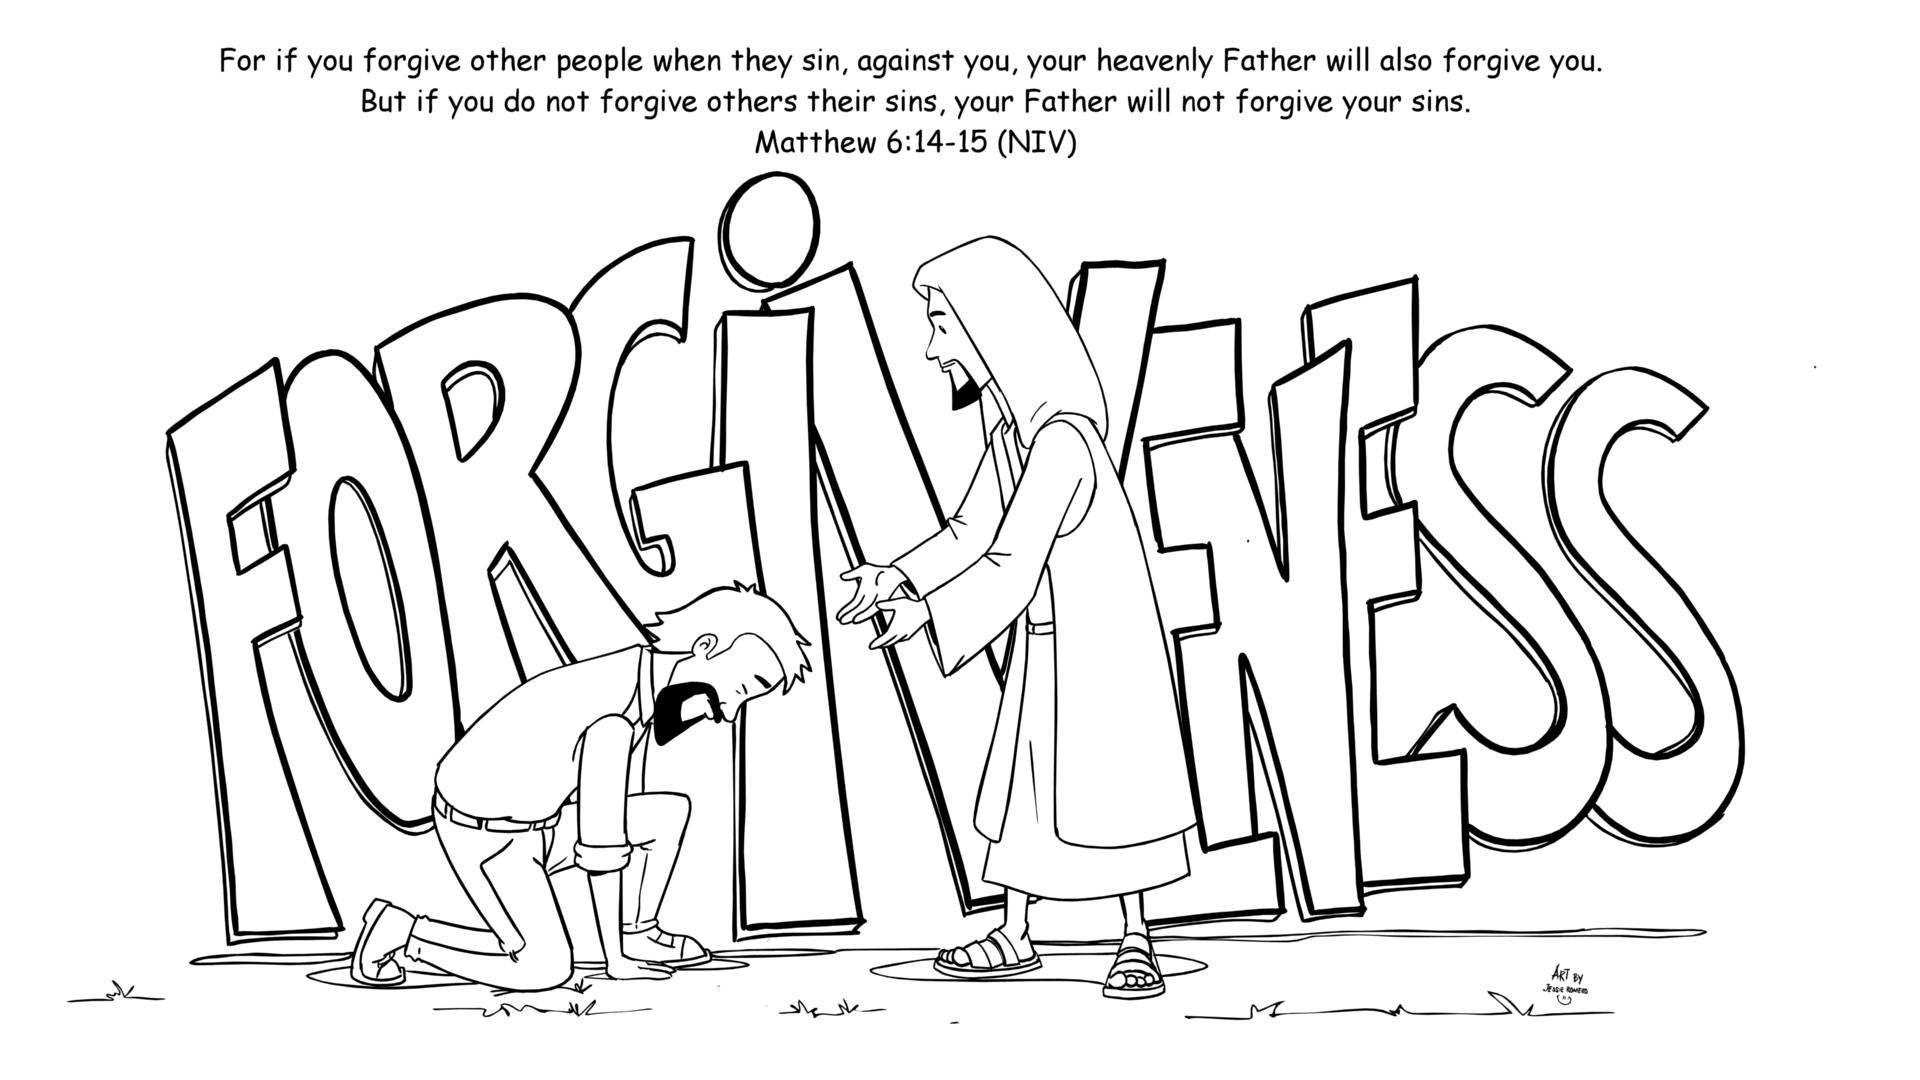 For if you forgive other people when they sin, against you, your heavenly Father will also forgive you.
But if you do not forgive others their sins, your Father will not forgive your sins.
Matthew 6:14-15 (NIV)
FORGiVENESS
ART BY
JESSIE ROMERO